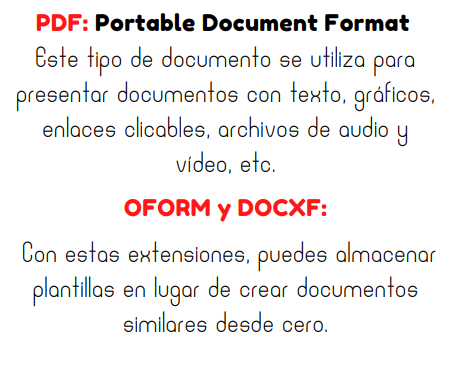 PDF: Portable Document Format
Este tipo de documento se utiliza para
presentar documentos con texto, gráficos,
enlaces clicables, archivos de audio y
vídeo, etc.
OFORM y DOCXF:
Con estas extensiones, puedes almacenar
plantillas en lugar de crear documentos
similares desde cero.